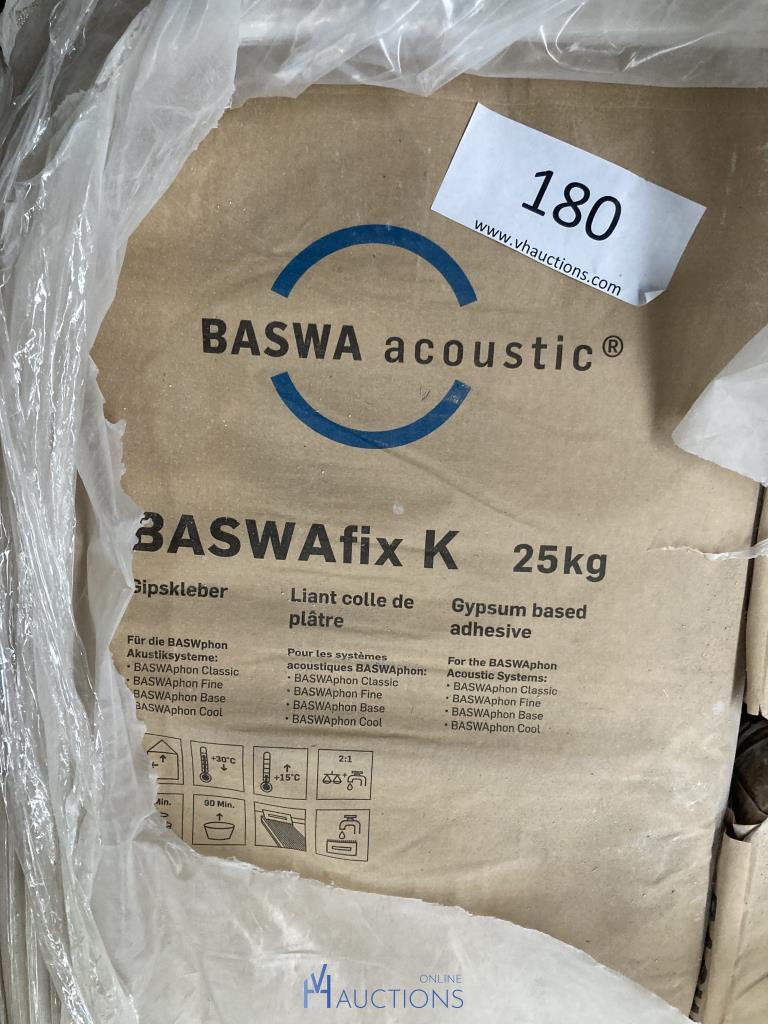 180
www.vhauctions.com
BASWA acoustic®
BASWAfix K 25kg
Gipskleber
Liant colle de
plâtre
Gypsum based
adhesive
Für die BASWphon
Akustiksysteme:
• BASWAphon Classic
• BASWAphon Fine
BASWAphon Base
BASWAphon Cool
Pour les systèmes
acoustiques BASWAphon:
• BASWAphon Classic
• BASWAphon Fine
• BASWAphon Base
• BASWAphon Cool
For the BASWAphon
Acoustic Systems:
• BASWAphon Classic
• BASWAphon Fine
• BASWAphon Base
• BASWAphon Cool
+30°C
+15°C
2:1
Min.
90 Min.
VH ONLINE
AUCTIONS